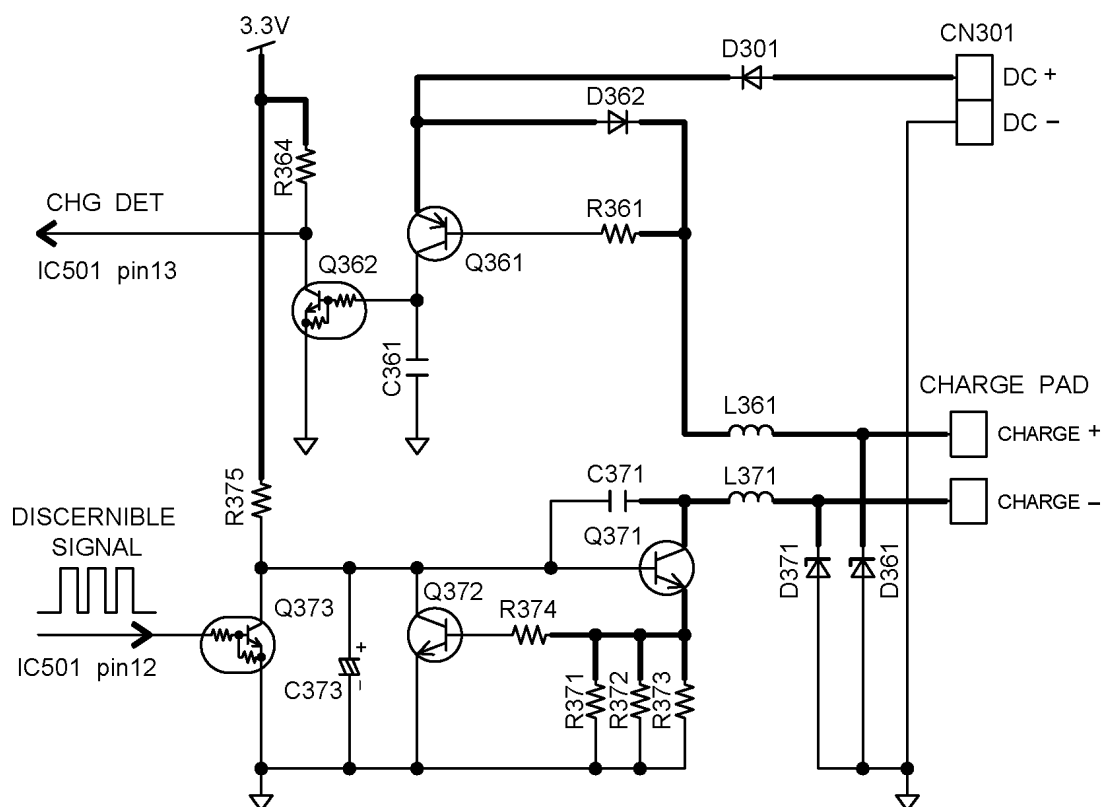 3.3V
CN301
D301
DC +
D362
DC −
R364
CHG DET
R361
IC501 pin13
Q362
Q361
C361
CHARGE PAD
L361
CHARGE +
C371
L371
R375
CHARGE −
DISCERNIBLE
SIGNAL
Q371
D371
D361
Q373
Q372
R374
IC501 pin12
C373
+
−
R371
R372
R373